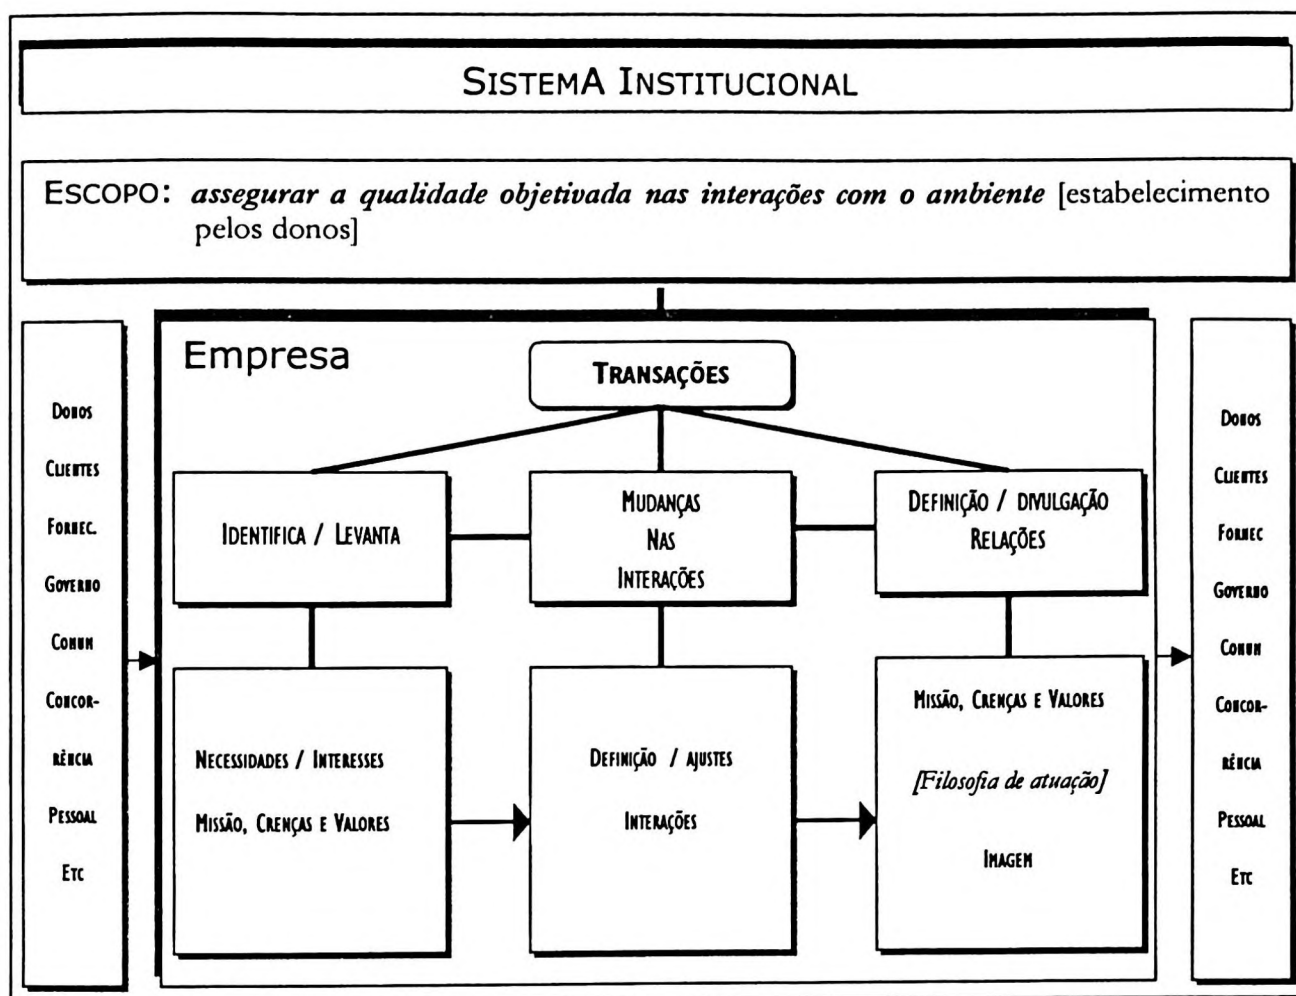 SISTEMA INSTITUCIONAL
ESCOPO: assegurar a qualidade objetivada nas interações com o ambiente [estabelecimento
pelos donos]
DONOS
CLIENTES
FORNEC.
GOVERNO
COMUN
CONCOR-
RÊNCIA
PESSOAL
ETC
Empresa
TRANSAÇÕES
IDENTIFICA / LEVANTA
MUDANÇAS
NAS
INTERAÇÕES
DEFINIÇÃO / DIVULGAÇÃO
RELAÇÕES
NECESSIDADES / INTERESSES
MISSÃO, CRENÇAS E VALORES
DEFINIÇÃO / AJUSTES
INTERAÇÕES
MISSÃO, CRENÇAS E VALORES
[Filosofia de atuação]
IMAGEM
DONOS
CLIENTES
FORNEC
GOVERNO
COMUN
CONCOR-
RÊNCIA
PESSOAL
ETC